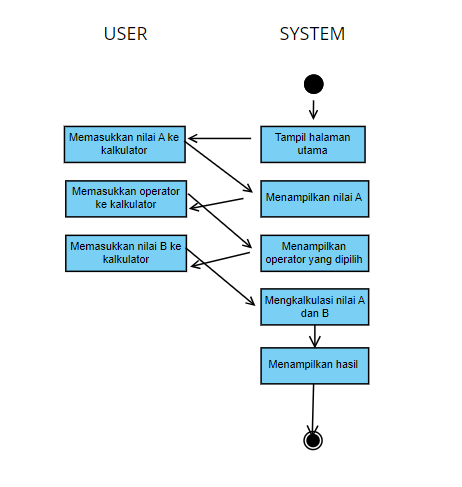 USER
SYSTEM
Memasukkan nilai A ke
kalkulator
Tampil halaman
utama
Memasukkan operator
ke kalkulator
Menampilkan nilai A
Memasukkan nilai B ke
kalkulator
Menampilkan
operator yang dipilih
Mengkalkulasi nilai A
dan B
Menampilkan hasil